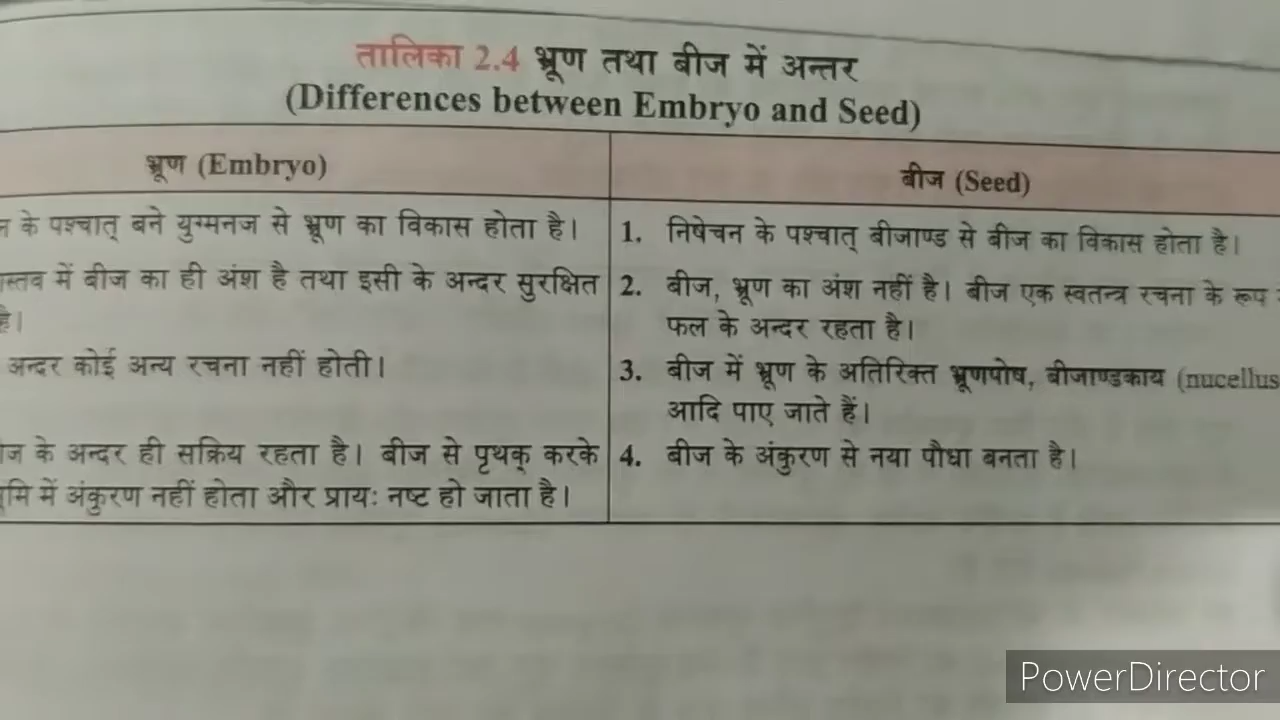 तालिका 2.4 भ्रूण तथा बीज में अन्तर
(Differences between Embryo and Seed)
भ्रूण (Embryo)
बीज (Seed)
के पश्चात् बने युग्मनज से भ्रूण का विकास होता है।
में बीज का ही अंश है तथा इसी के अन्दर सुरक्षित
है।
अन्दर कोई अन्य रचना नहीं होती।
के अन्दर ही सक्रिय रहता है। बीज से पृथक् करके
में अंकुरण नहीं होता और प्रायः नष्ट हो जाता है।
1. निषेचन के पश्चात् बीजाण्ड से बीज का विकास होता है।
2. बीज, भ्रूण का अंश नहीं है। बीज एक स्वतन्त्र रचना के रूप
फल के अन्दर रहता है।
3. बीज में भ्रूण के अतिरिक्त भ्रूणपोष, बीजाण्डकाय (nucellus
आदि पाए जाते हैं।
4. बीज के अंकुरण से नया पौधा बनता है।
PowerDirector